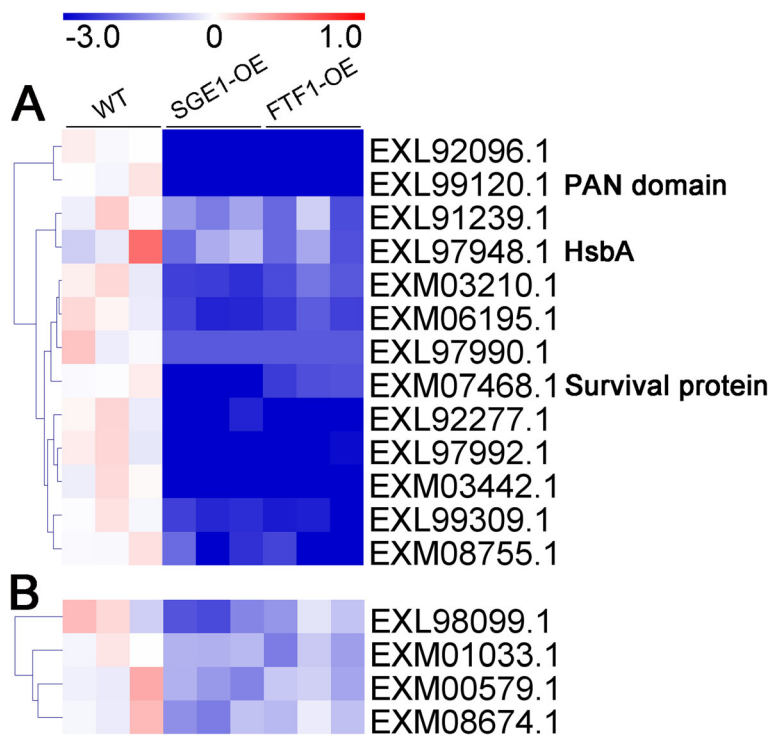 -3.0 0 1.0
WT SGE1-OE FTF1-OE
A
EXL92096.1
EXL99120.1 PAN domain
EXL91239.1
EXL97948.1 HsbA
EXM03210.1
EXM06195.1
EXL97990.1
EXM07468.1 Survival protein
EXL92277.1
EXL97992.1
EXM03442.1
EXL99309.1
EXM08755.1
B
EXL98099.1
EXM01033.1
EXM00579.1
EXM08674.1